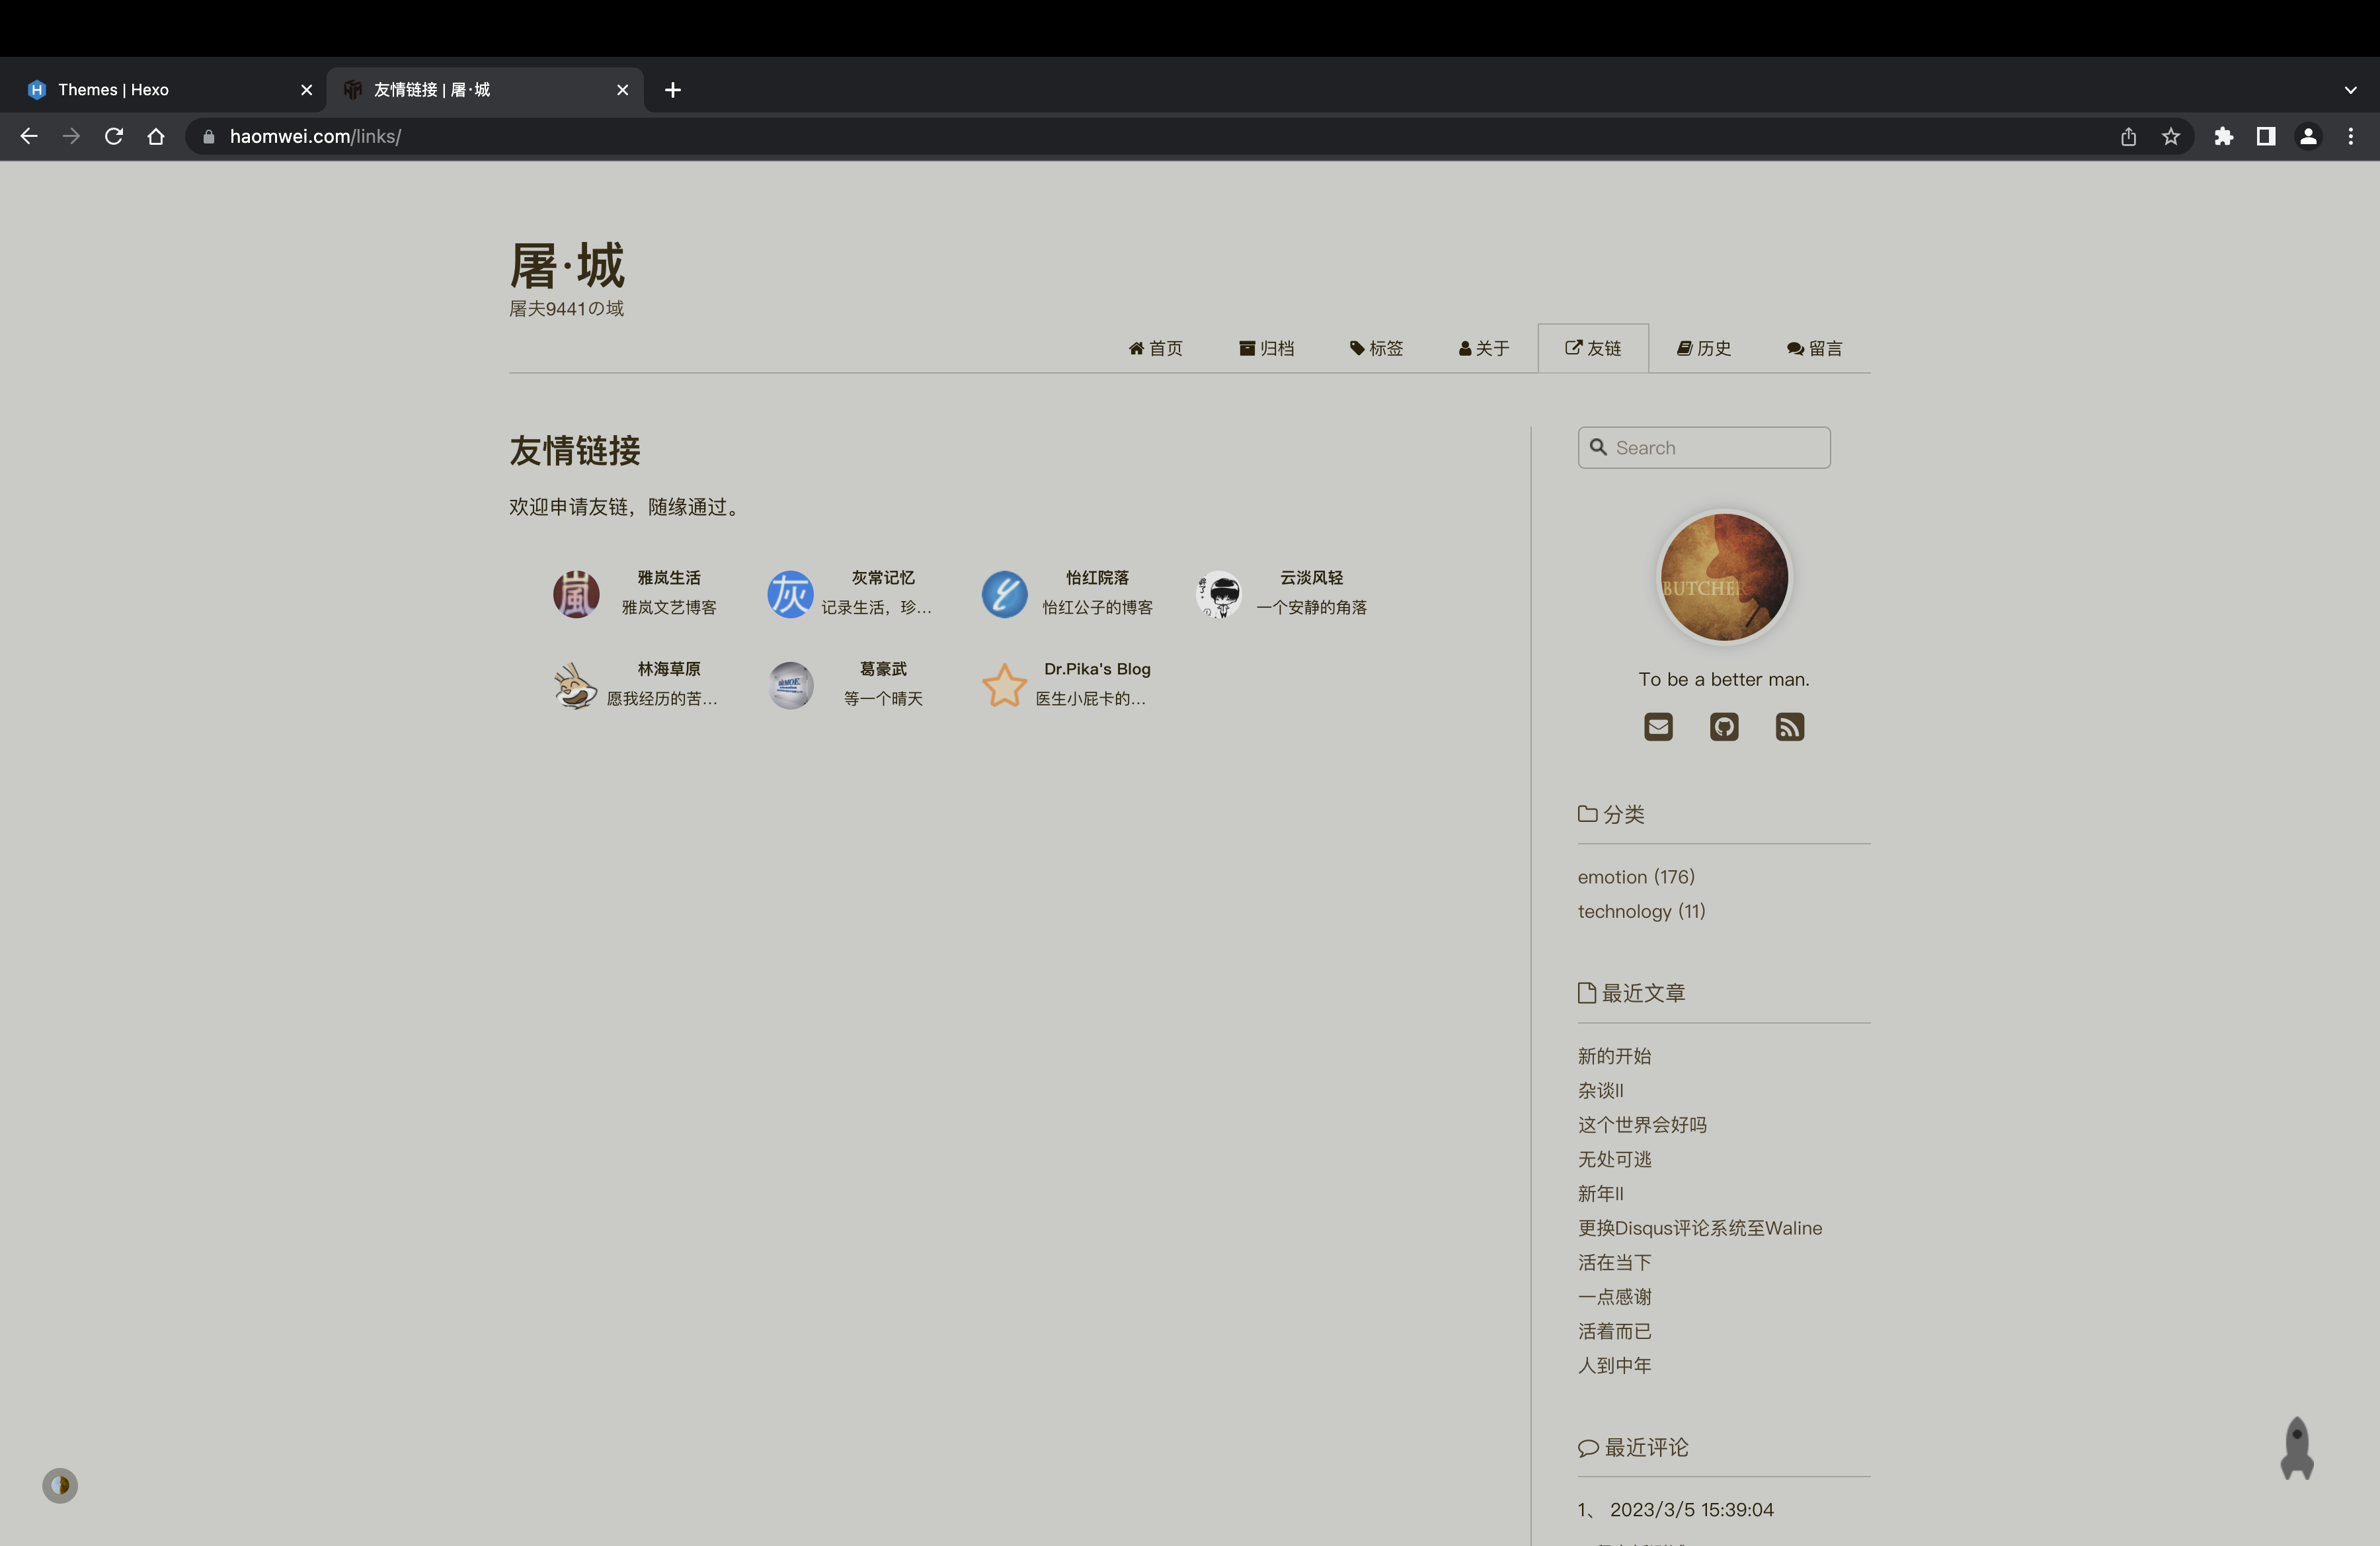 Themes | Hexo
友情链接 | 屠·城
haomwei.com/links/
屠·城
屠夫9441の域
首页 归档 标签 关于 友链 历史 留言
友情链接
欢迎申请友链，随缘通过。
嵐 雅岚生活 灰 灰常记忆 怡红院落 云淡风轻
雅岚文艺博客 记录生活，珍... 怡红公子的博客 一个安静的角落
林海草原 葛豪武 Dr.Pika's Blog
愿我经历的苦... 等一个晴天 医生小屁卡的...
Search
BUTCHER
To be a better man.
分类
emotion (176)
technology (11)
最近文章
新的开始
杂谈II
这个世界会好吗
无处可逃
新年II
更换Disqus评论系统至Waline
活在当下
一点感谢
活着而已
人到中年
最近评论
1、 2023/3/5 15:39:04